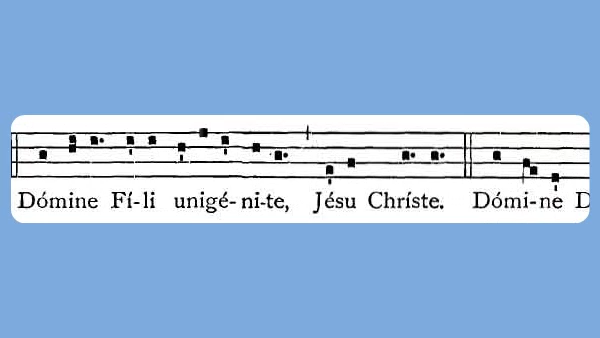 Dómine Fí-li unigé-ni-te, Jésu Chríste. Dómi-ne D